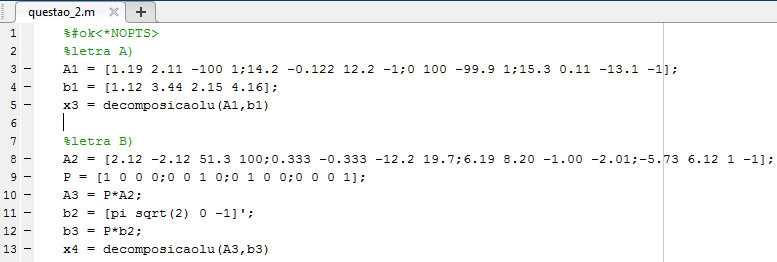 questao_2.m × +
1 %#ok<*NOPTS>
2 %letra A)
3 – A1 = [1.19 2.11 -100 1;14.2 -0.122 12.2 -1;0 100 -99.9 1;15.3 0.11 -13.1 -1];
4 – b1 = [1.12 3.44 2.15 4.16];
5 – x3 = decomposicaolu(A1,b1)
6
7 %letra B)
8 – A2 = [2.12 -2.12 51.3 100;0.333 -0.333 -12.2 19.7;6.19 8.20 -1.00 -2.01;-5.73 6.12 1 -1];
9 – P = [1 0 0 0;0 0 1 0;0 1 0 0;0 0 0 1];
10 – A3 = P*A2;
11 – b2 = [pi sqrt(2) 0 -1]';
12 – b3 = P*b2;
13 – x4 = decomposicaolu(A3,b3)